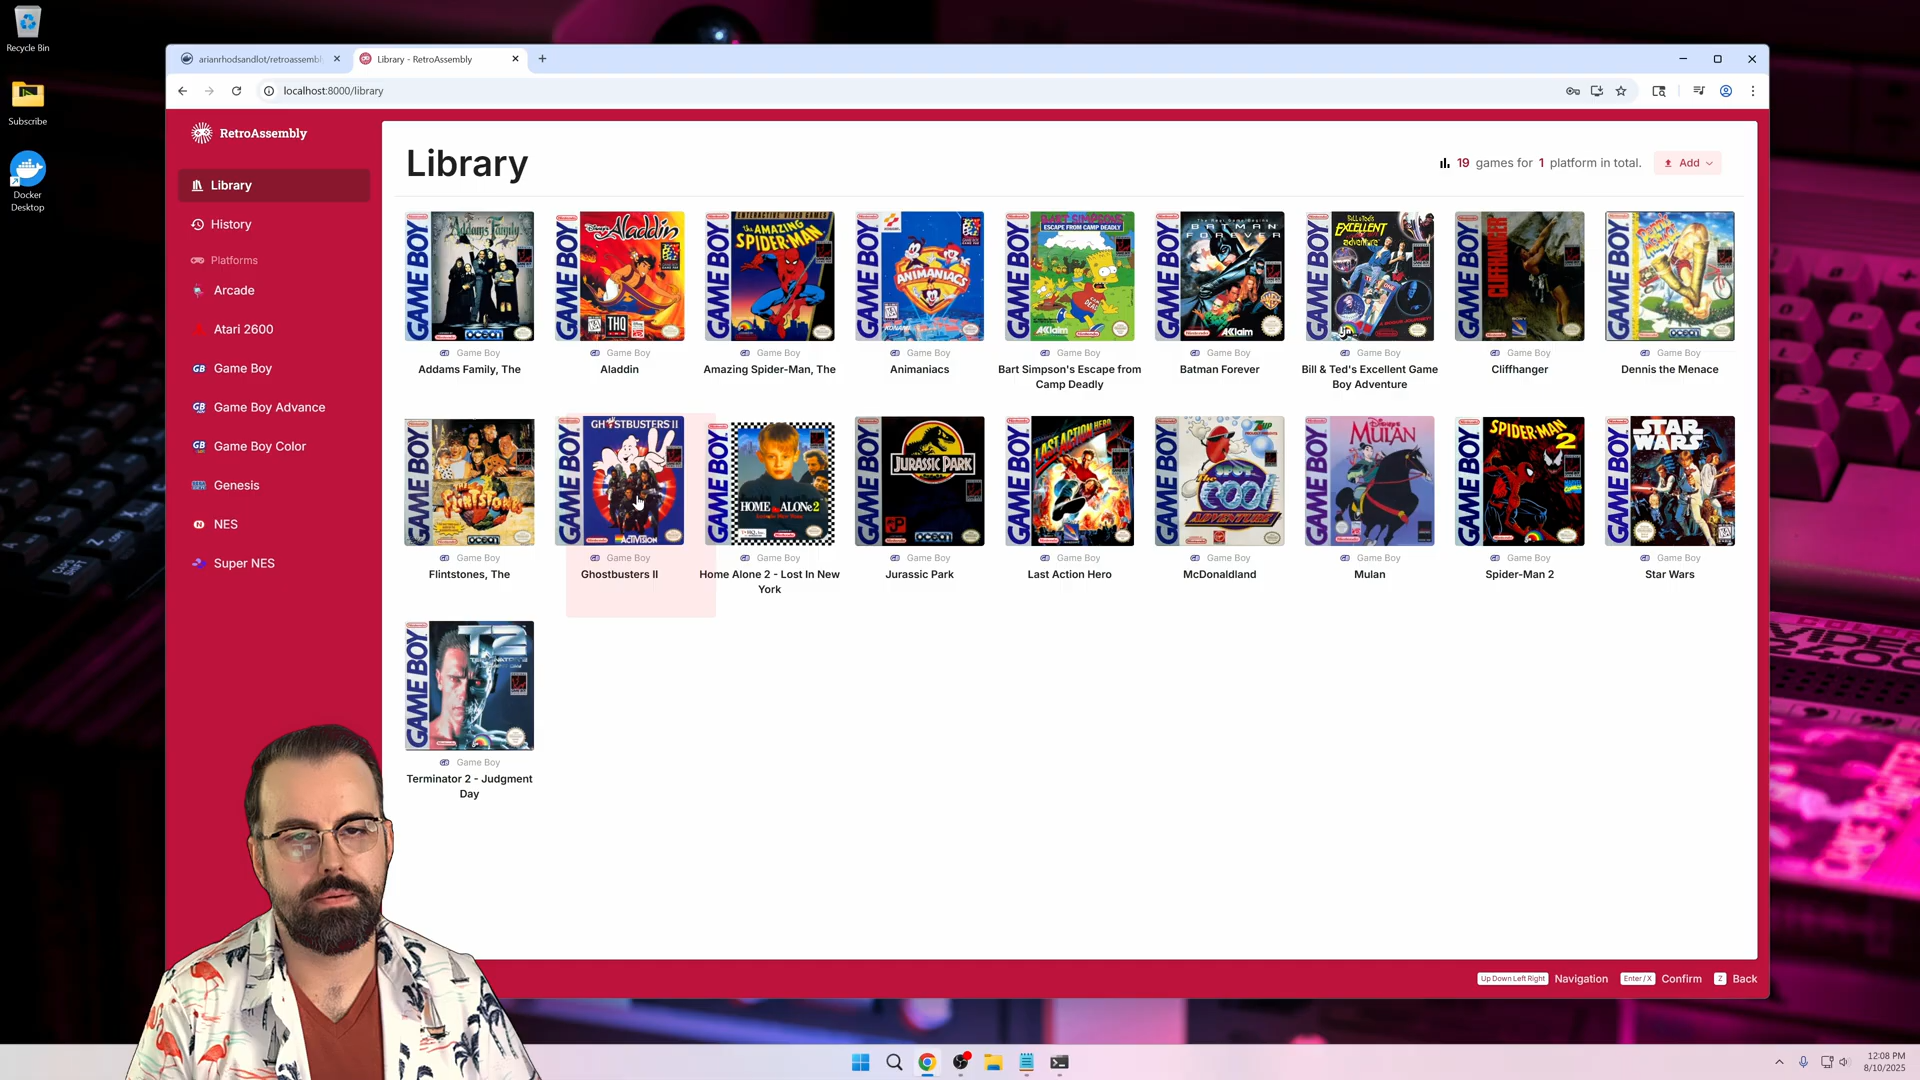 Recycle Bin
Subscribe
Docker
Desktop
arianrhodsandlot/retroassembl
Library - RetroAssembly
localhost:8000/library
RetroAssembly
Library
History
Platforms
Arcade
Atari 2600
Game Boy
Game Boy Advance
Game Boy Color
Genesis
NES
Super NES
Library
19 games for 1 platform in total.
Add
Game Boy
Addams Family, The
Game Boy
Aladdin
Game Boy
Amazing Spider-Man, The
Game Boy
Animaniacs
Game Boy
Bart Simpson's Escape from
Camp Deadly
Game Boy
Batman Forever
Game Boy
Bill & Ted's Excellent Game
Boy Adventure
Game Boy
Cliffhanger
Game Boy
Dennis the Menace
Game Boy
Flintstones, The
Game Boy
Ghostbusters II
Game Boy
Home Alone 2 - Lost In New
York
Game Boy
Jurassic Park
Game Boy
Last Action Hero
Game Boy
McDonaldland
Game Boy
Mulan
Game Boy
Spider-Man 2
Game Boy
Star Wars
Game Boy
Terminator 2 - Judgment
Day
Up Down Left Right Navigation Enter / X Confirm Z Back
12:08 PM
8/10/2025